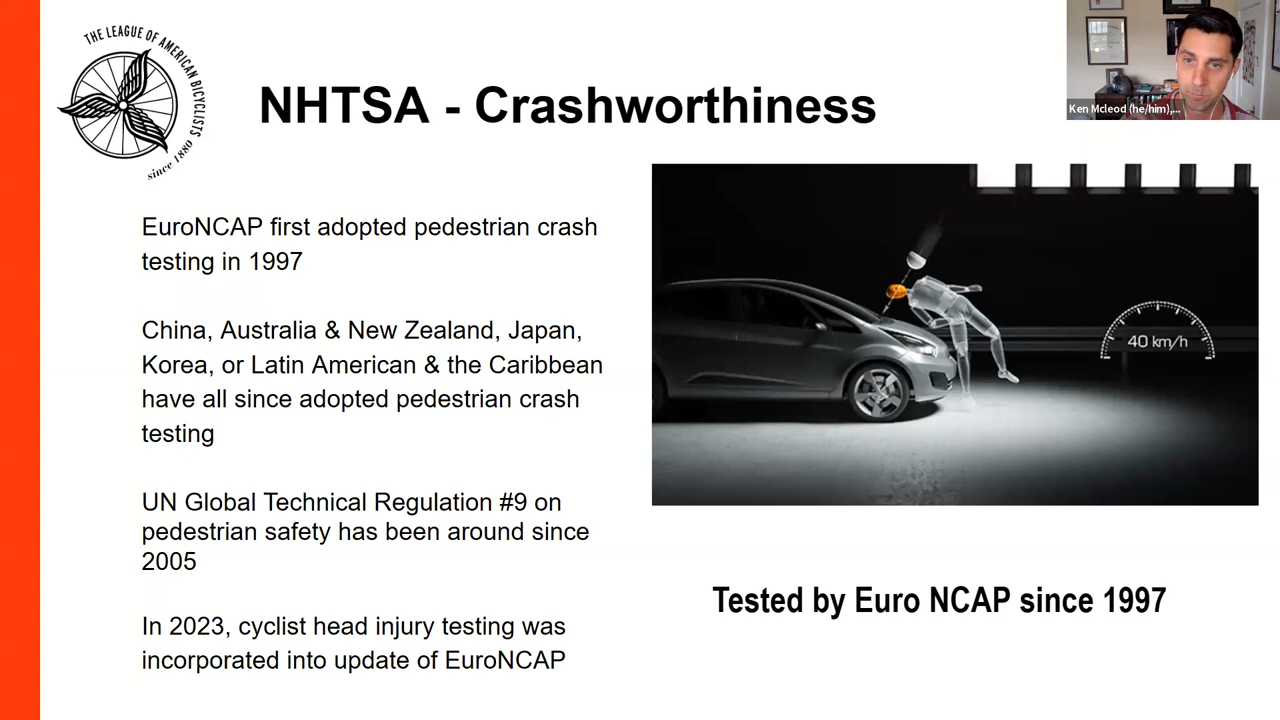 THE LEAGUE OF AMERICAN BICYCLISTS
since 1880
NHTSA - Crashworthiness
Ken Mcleod (he/him),...
EuroNCAP first adopted pedestrian crash
testing in 1997
China, Australia & New Zealand, Japan,
Korea, or Latin American & the Caribbean
have all since adopted pedestrian crash
testing
UN Global Technical Regulation #9 on
pedestrian safety has been around since
2005
In 2023, cyclist head injury testing was
incorporated into update of EuroNCAP
40 km/h
Tested by Euro NCAP since 1997